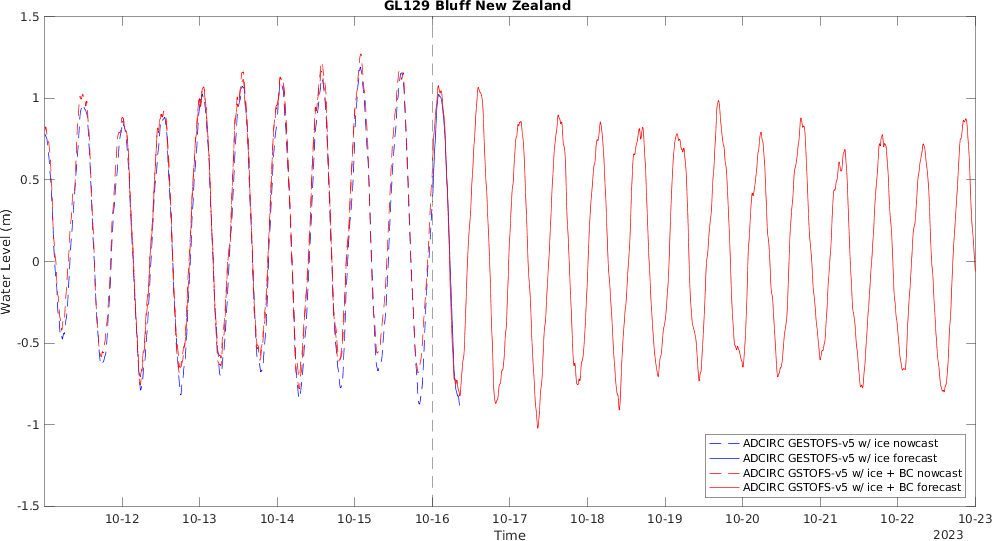 GL129 Bluff New Zealand
1.5
1
0.5
0
-0.5
-1
-1.5
Water Level (m)
ADCIRC GESTOFS-v5 w/ ice nowcast
ADCIRC GESTOFS-v5 w/ ice forecast
ADCIRC GSTOFS-v5 w/ ice + BC nowcast
ADCIRC GSTOFS-v5 w/ ice + BC forecast
10-12 10-13 10-14 10-15 10-16 10-17 10-18 10-19 10-20 10-21 10-22 10-23
Time
2023